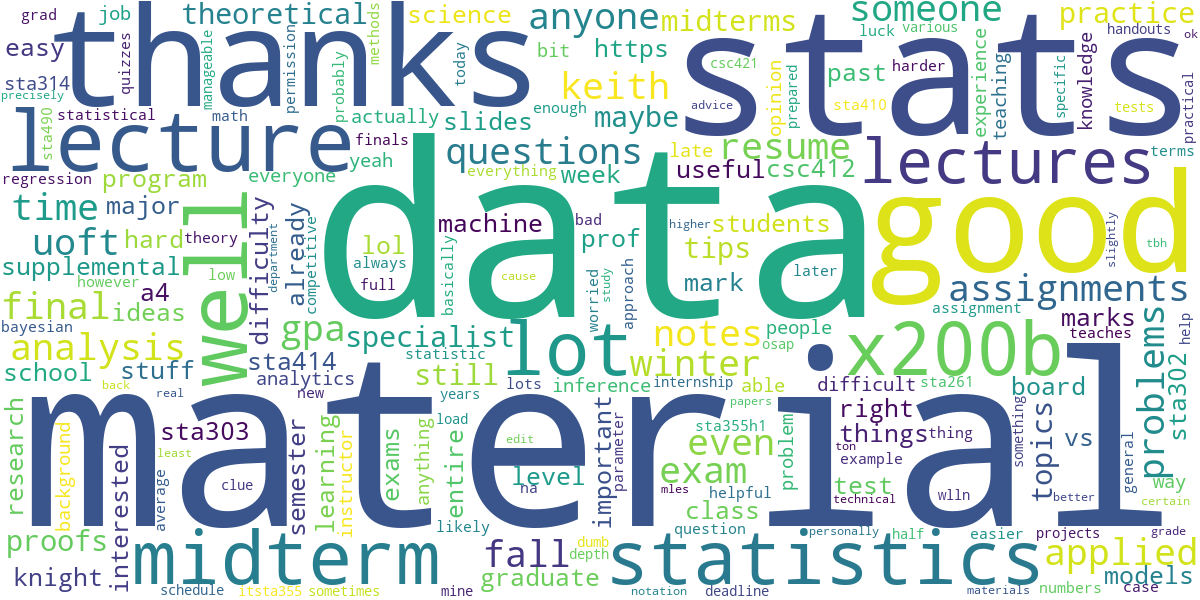 grad
job
theoretical
science
anyone
midterms
someone
practice
easy
thanks
quizzes
manageable
permission
methods
bit
https
csc421
luck
various
handouts
ok
stats
sta314
precisely
statistical
math
probably
today
keith
opinion
prepared
past
harder
experience
teaching
specific
knowledge
tests
practical
advice
sta410
enough
maybe
actually
slides
sta490
lecture
finals
yeah
questions
late
resume
useful
csc412
lectures
terms
regression
program
everyone
everything
week
data
good
time
major
well
difficulty
department
already
competitive
machine
bad
higher
students
slightly
tbh
uoft
hard
theory
lol
prof
tips
supplemental
low
always
basically
later
however
full
cause
worried
study
approach
mark
assignments
final
ideas
a4
assignment
marks
teaches
help
bayesian
gpa
specialist
lot
notes
people
osap
x200b
problems
analysis
stuff
sta414
statistic
winter
sta302
school
analytics
still
lots
inference
internship
able
difficult
sta261
board
back
real
new
years
load
papers
material
right
vs
way
research
background
interested
sta303
semester
learning
instructor
exams
anything
entire
edit
level
important
parameter
sta355h1
even
problem
things
thing
something
topics
general
ton
example
least
average
clue
na
mles
exam
helpful
test
technical
wlln
better
certain
class
likely
proofs
midterm
fall
dumb
question
personally
half
easier
projects
grade
statistics
applied
knight
graduate
depth
models
schedule
itsta355
sometimes
mine
notation
deadline
materials
numbers
case